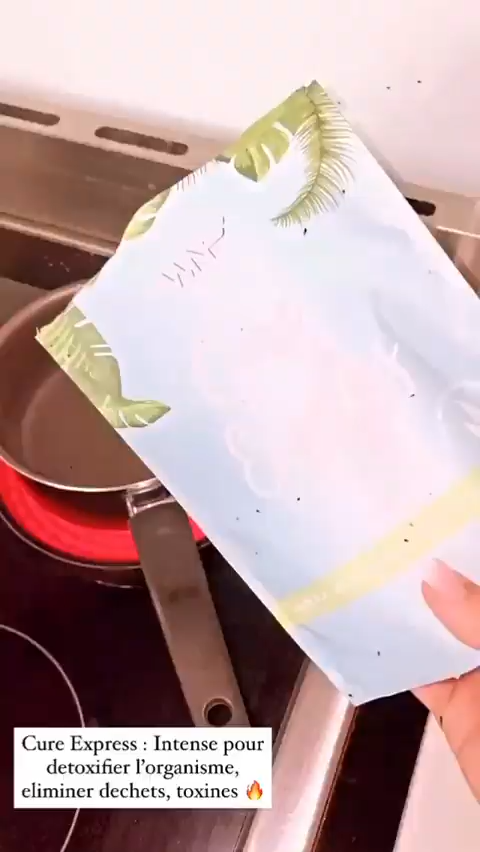 Cure Express : Intense pour
detoxifier l'organisme,
eliminer dechets, toxines 🔥